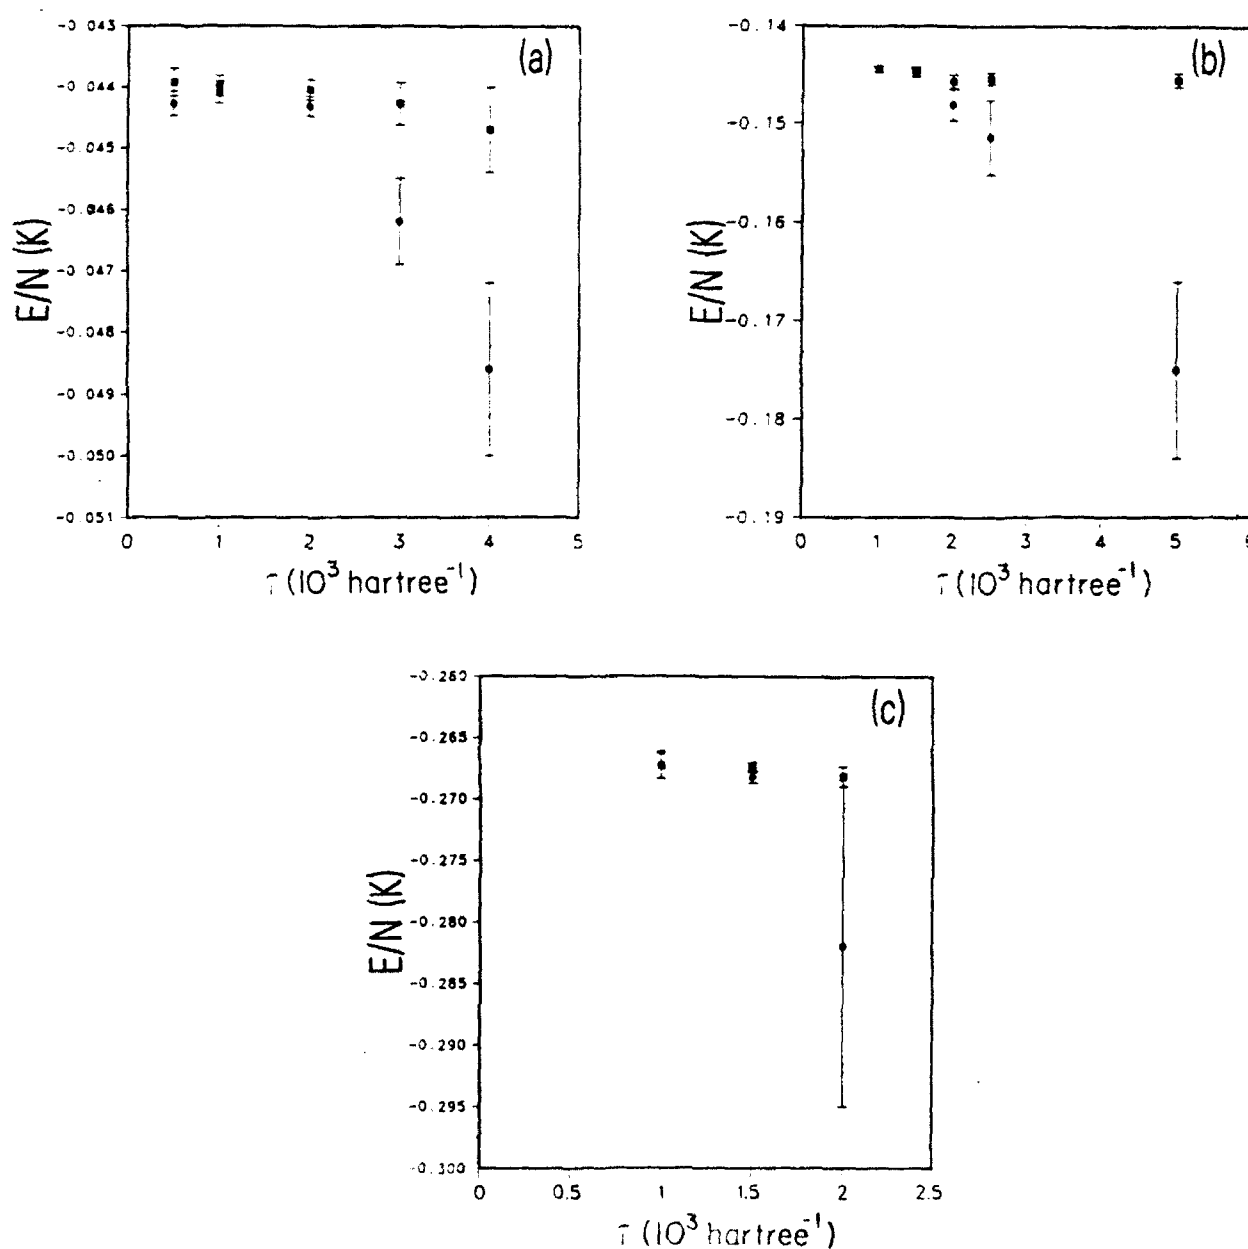 (a)
-0.043
-0.044
-0.045
-0.046
-0.047
-0.048
-0.049
-0.050
-0.051
E/N (K)
0 1 2 3 4 5
τ (10³ hartree⁻¹)
(b)
-0.14
-0.15
-0.16
-0.17
-0.18
-0.19
E/N (K)
0 1 2 3 4 5 6
τ (10³ hartree⁻¹)
(c)
-0.260
-0.265
-0.270
-0.275
-0.280
-0.285
-0.290
-0.295
-0.300
E/N (K)
0 0.5 1 1.5 2 2.5
τ (10³ hartree⁻¹)